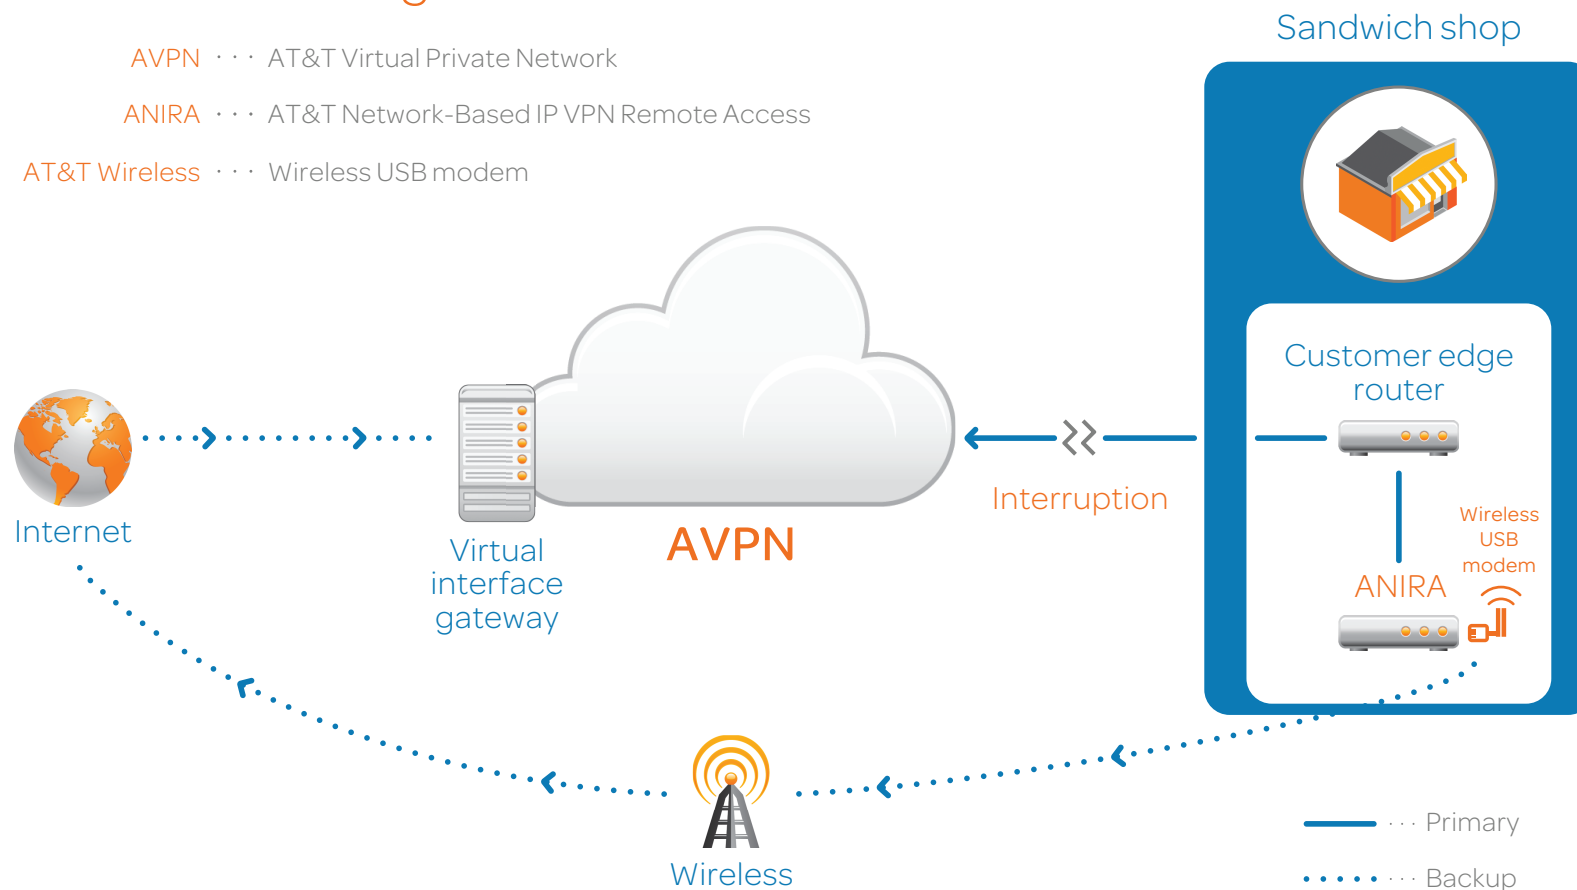 AVPN · · · AT&T Virtual Private Network
ANIRA · · · AT&T Network-Based IP VPN Remote Access
AT&T Wireless · · · Wireless USB modem
Sandwich shop
Customer edge
router
Interruption
Wireless
USB
modem
ANIRA
Internet
Virtual
interface
gateway
AVPN
Wireless
· · · Primary
· · · Backup